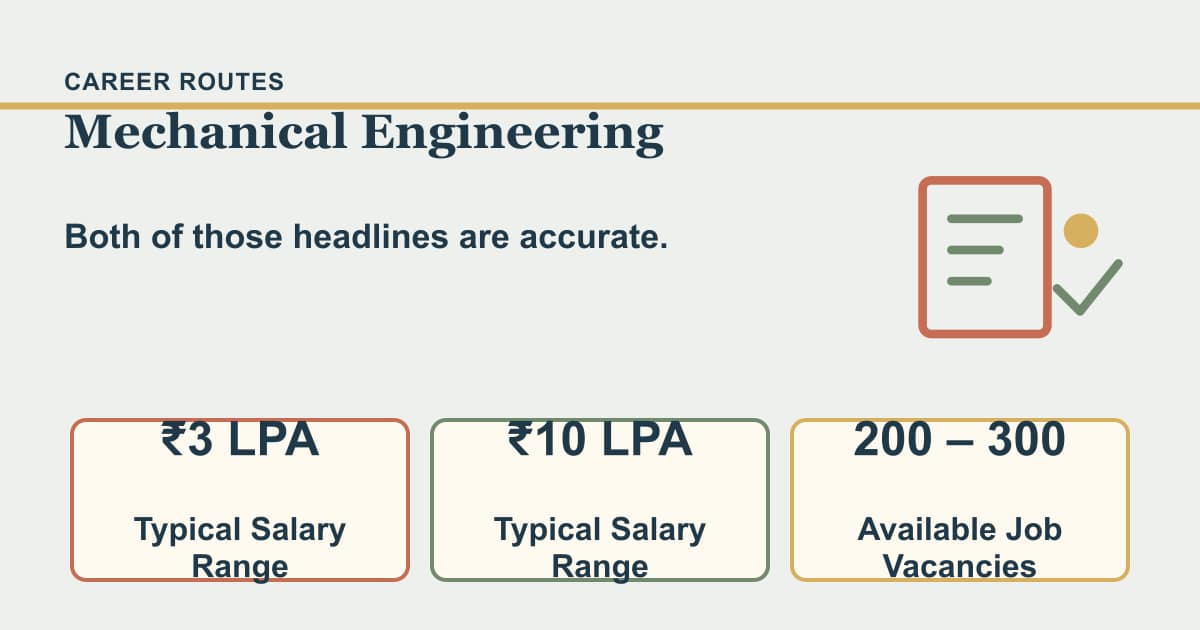 CAREER ROUTES
Mechanical Engineering
Both of those headlines are accurate.
₹3 LPA
Typical Salary
Range
₹10 LPA
Typical Salary
Range
200 – 300
Available Job
Vacancies